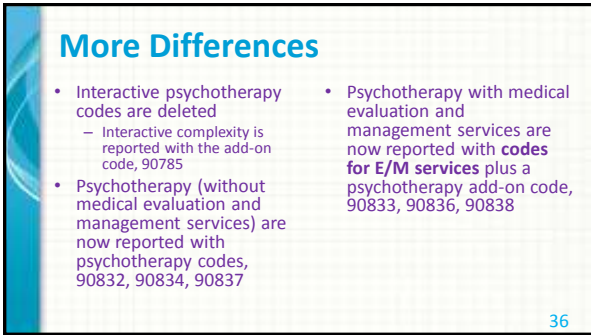 More Differences
• Interactive psychotherapy
codes are deleted
– Interactive complexity is
reported with the add-on
code, 90785
• Psychotherapy (without
medical evaluation and
management services) are
now reported with
psychotherapy codes,
90832, 90834, 90837
• Psychotherapy with medical
evaluation and
management services are
now reported with codes
for E/M services plus a
psychotherapy add-on code,
90833, 90836, 90838
36